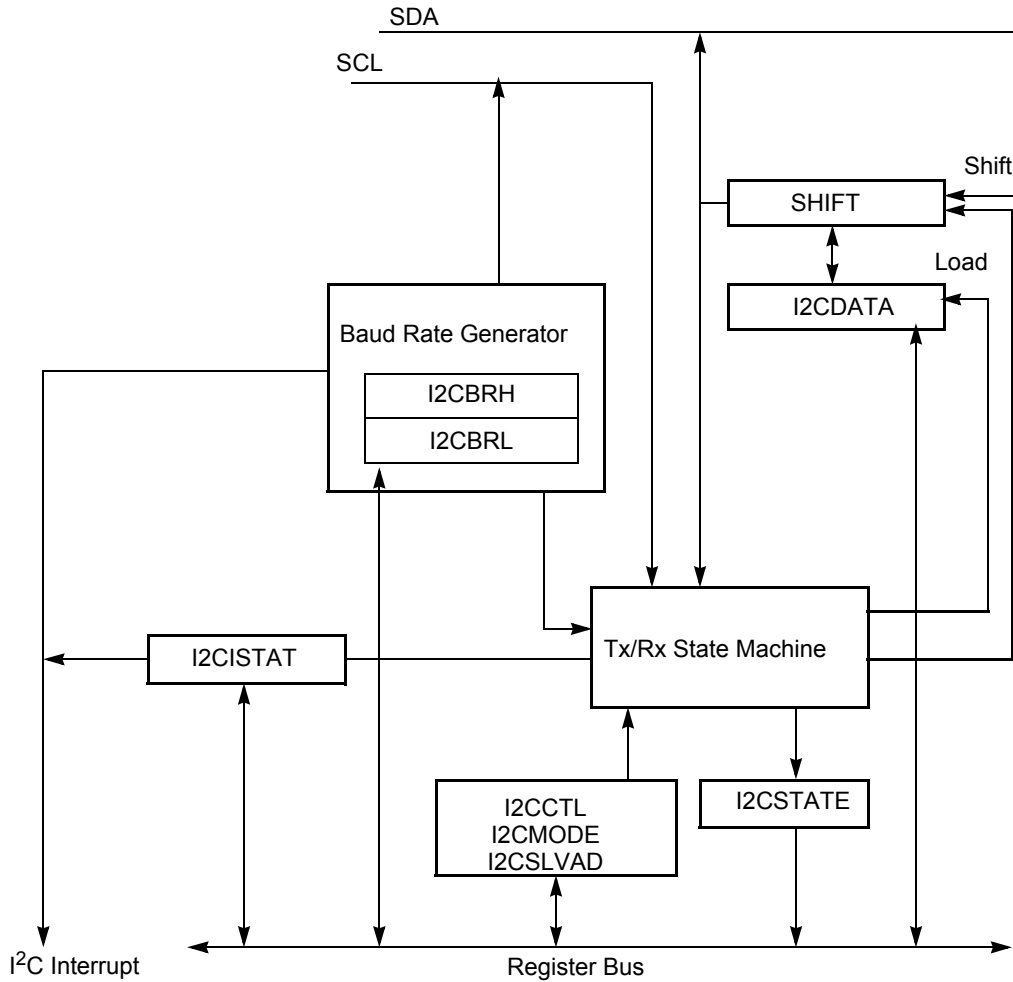 SDA
SCL
Shift
SHIFT
Load
I2CDATA
Baud Rate Generator
I2CBRH
I2CBRL
Tx/Rx State Machine
I2CISTAT
I2CCTL
I2CMODE
I2CSLVAD
I2CSTATE
I²C Interrupt
Register Bus